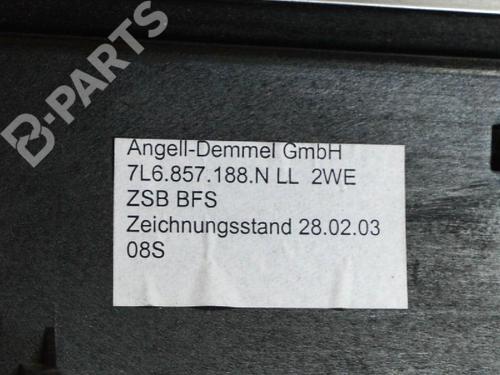 B-PARTS
Angell-Demmel GmbH
7L6.857.188.N LL 2WE
ZSB BFS
Zeichnungsstand 28.02.03
08S